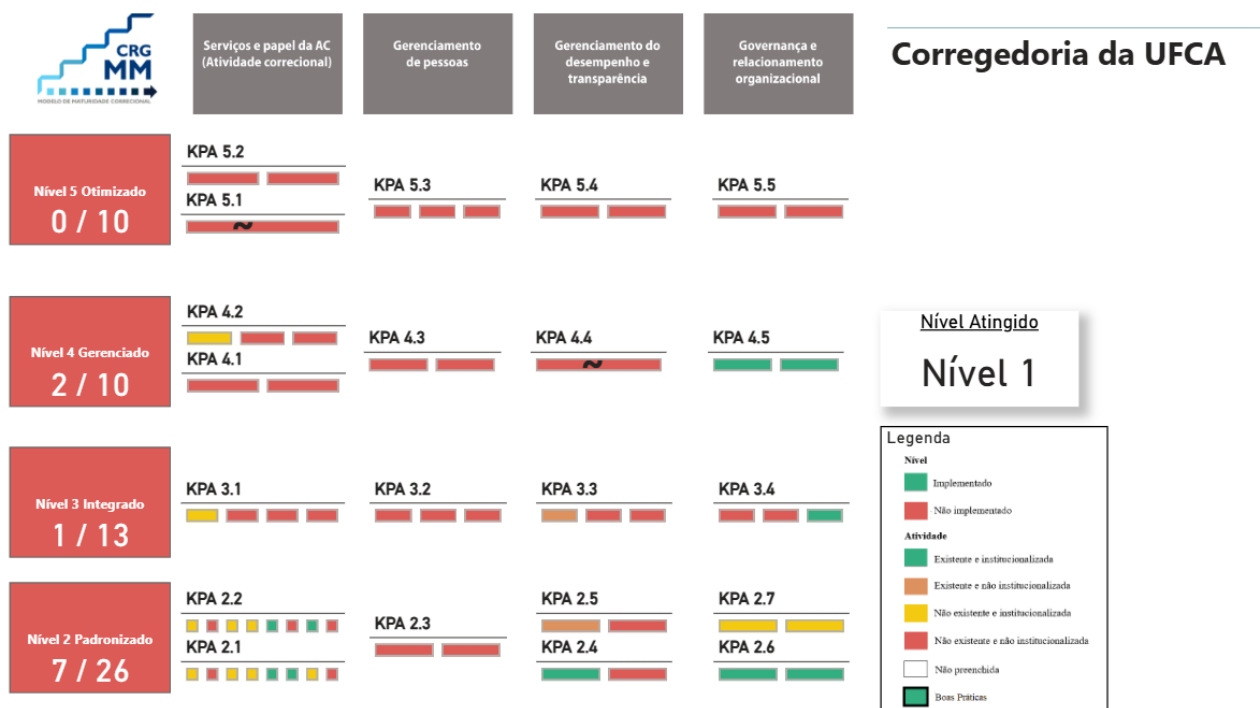 CRG
MM
MODELO DE MATURIDADE CORRECIONAL
Serviços e papel da AC
(Atividade correcional)
Gerenciamento
de pessoas
Gerenciamento do
desempenho e
transparência
Governança e
relacionamento
organizacional
Corregedoria da UFCA
Nível 5 Otimizado
0 / 10
KPA 5.2
KPA 5.1
~
KPA 5.3
KPA 5.4
KPA 5.5
Nível 4 Gerenciado
2 / 10
KPA 4.2
KPA 4.1
KPA 4.3
KPA 4.4
~
KPA 4.5
Nível Atingido
Nível 1
Nível 3 Integrado
1 / 13
KPA 3.1
KPA 3.2
KPA 3.3
KPA 3.4
Nível 2 Padronizado
7 / 26
KPA 2.2
KPA 2.1
KPA 2.3
KPA 2.5
KPA 2.4
KPA 2.7
KPA 2.6
Legenda
Nível
Implementado
Não implementado
Atividade
Existente e institucionalizada
Existente e não institucionalizada
Não existente e institucionalizada
Não existente e não institucionalizada
Não preenchida
Boas Práticas